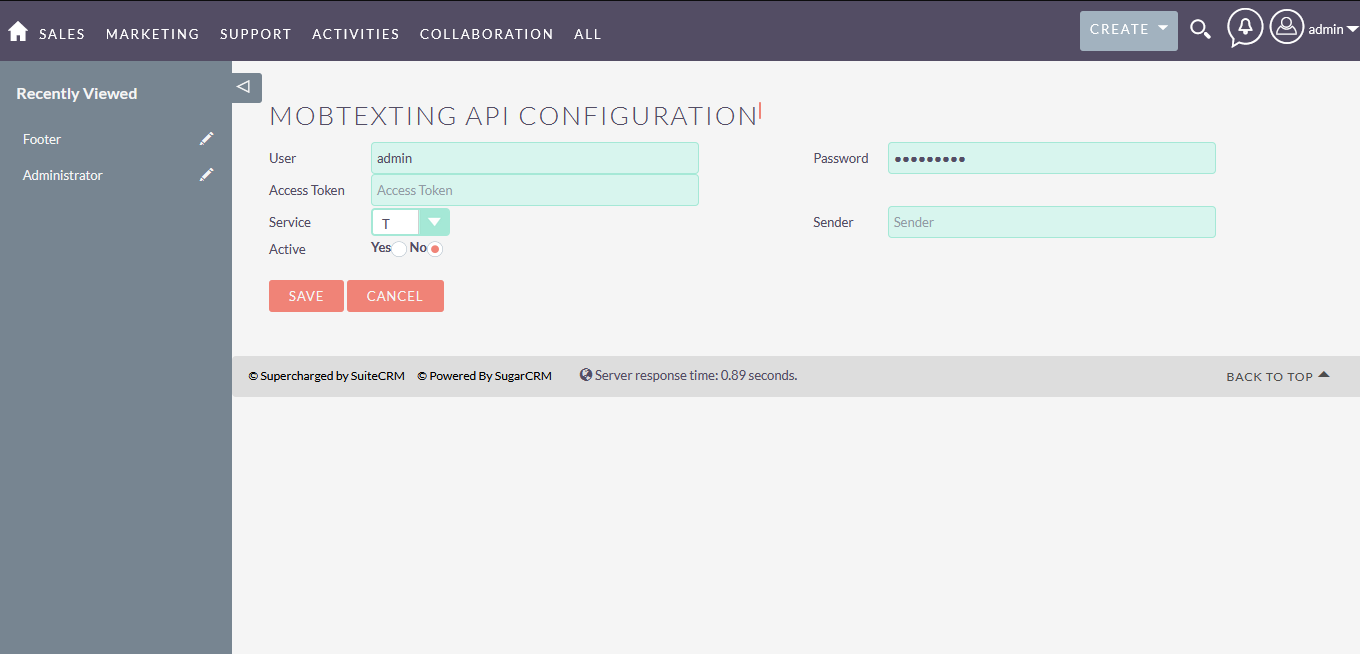 SALES MARKETING SUPPORT ACTIVITIES COLLABORATION ALL CREATE admin
Recently Viewed
Footer
Administrator
MOBTEXTING API CONFIGURATION
User admin Password •••••••••
Access Token Access Token
Service T Sender Sender
Active Yes No
SAVE CANCEL
© Supercharged by SuiteCRM © Powered By SugarCRM Server response time: 0.89 seconds. BACK TO TOP